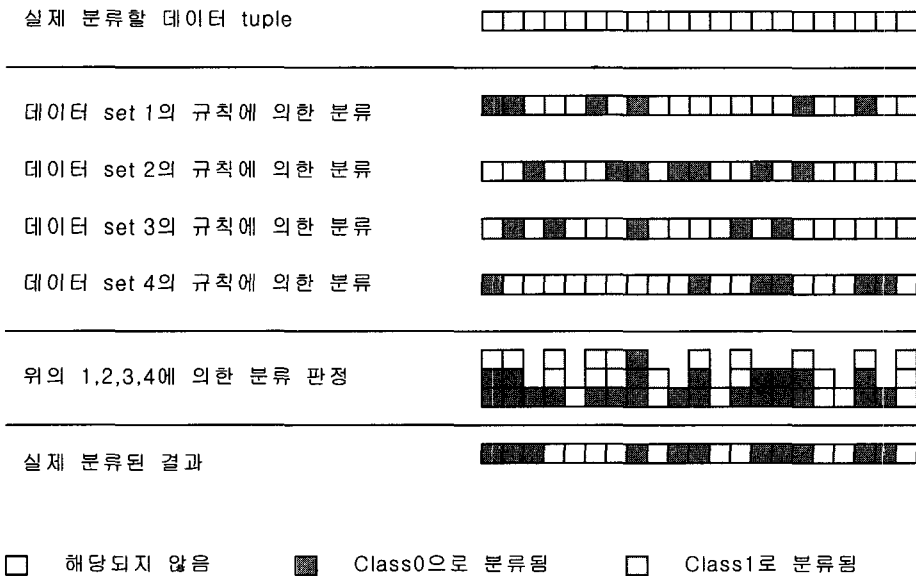 실제 분류할 데이터 tuple
데이터 set 1의 규칙에 의한 분류
데이터 set 2의 규칙에 의한 분류
데이터 set 3의 규칙에 의한 분류
데이터 set 4의 규칙에 의한 분류
위의 1,2,3,4에 의한 분류 판정
실제 분류된 결과
해당되지 않음
Class0으로 분류됨
Class1로 분류됨